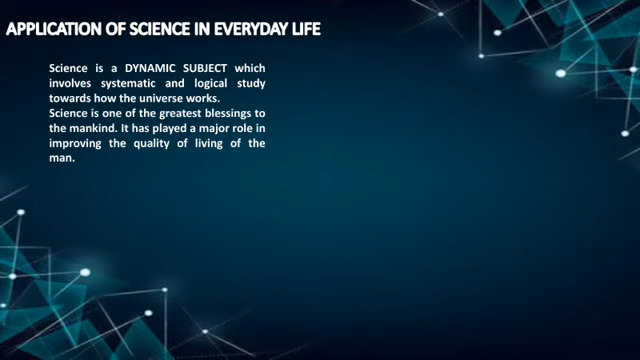 APPLICATION OF SCIENCE IN EVERYDAY LIFE
Science is a DYNAMIC SUBJECT which
involves systematic and logical study
towards how the universe works.
Science is one of the greatest blessings to
the mankind. It has played a major role in
improving the quality of living of the
man.